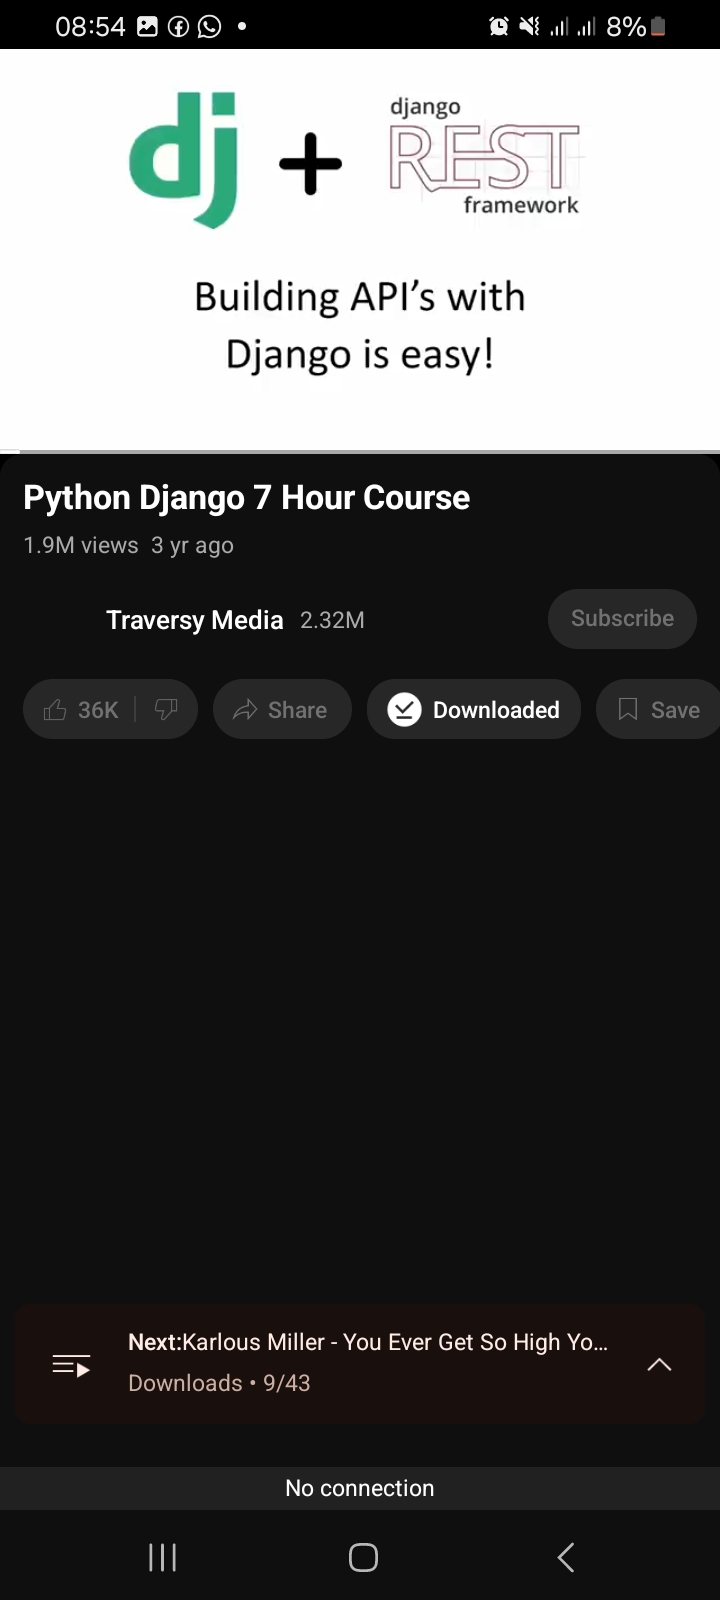 08:54
8%
dj + django
REST
framework
Building API's with
Django is easy!
Python Django 7 Hour Course
1.9M views 3 yr ago
Traversy Media 2.32M
Subscribe
36K
Share
Downloaded
Save
Next:Karlous Miller - You Ever Get So High Yo...
Downloads • 9/43
No connection